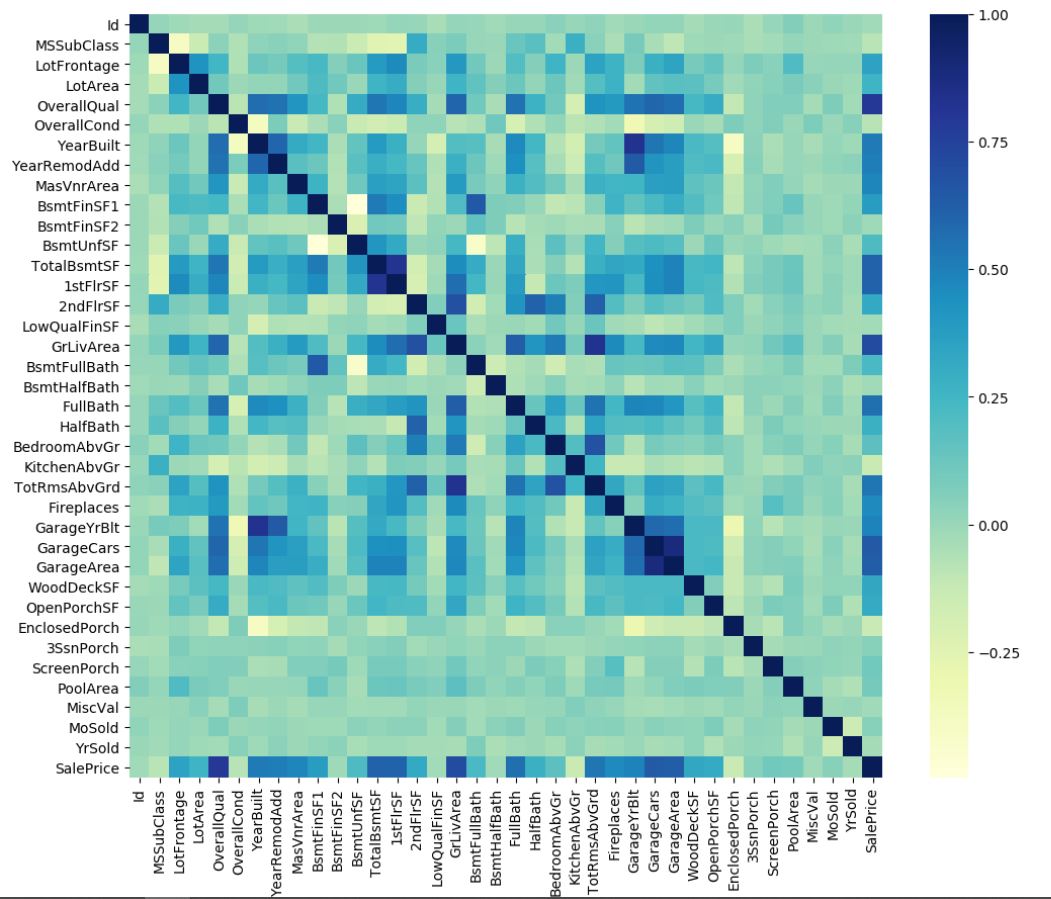 Id
MSSubClass
LotFrontage
LotArea
OverallQual
OverallCond
YearBuilt
YearRemodAdd
MasVnrArea
BsmtFinSF1
BsmtFinSF2
BsmtUnfSF
TotalBsmtSF
1stFlrSF
2ndFlrSF
LowQualFinSF
GrLivArea
BsmtFullBath
BsmtHalfBath
FullBath
HalfBath
BedroomAbvGr
KitchenAbvGr
TotRmsAbvGrd
Fireplaces
GarageYrBlt
GarageCars
GarageArea
WoodDeckSF
OpenPorchSF
EnclosedPorch
3SsnPorch
ScreenPorch
PoolArea
MiscVal
MoSold
YrSold
SalePrice
Id
MSSubClass
LotFrontage
LotArea
OverallQual
OverallCond
YearBuilt
YearRemodAdd
MasVnrArea
BsmtFinSF1
BsmtFinSF2
BsmtUnfSF
TotalBsmtSF
1stFlrSF
2ndFlrSF
LowQualFinSF
GrLivArea
BsmtFullBath
BsmtHalfBath
FullBath
HalfBath
BedroomAbvGr
KitchenAbvGr
TotRmsAbvGrd
Fireplaces
GarageYrBlt
GarageCars
GarageArea
WoodDeckSF
OpenPorchSF
EnclosedPorch
3SsnPorch
ScreenPorch
PoolArea
MiscVal
MoSold
YrSold
SalePrice
1.00
0.75
0.50
0.25
0.00
−0.25